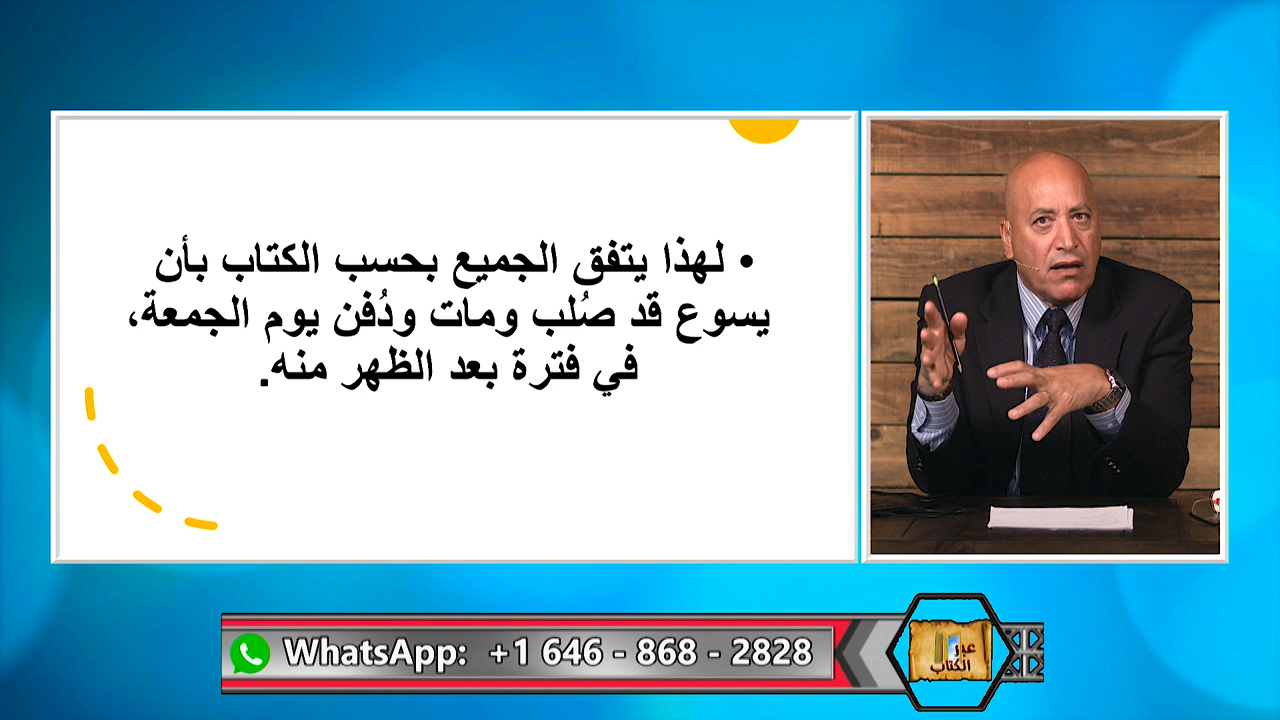 • لهذا يتفق الجميع بحسب الكتاب بأن
يسوع قد صُلب ومات ودُفن يوم الجمعة،
في فترة بعد الظهر منه.
WhatsApp: +1 646 - 868 - 2828
عبر
الكتاب